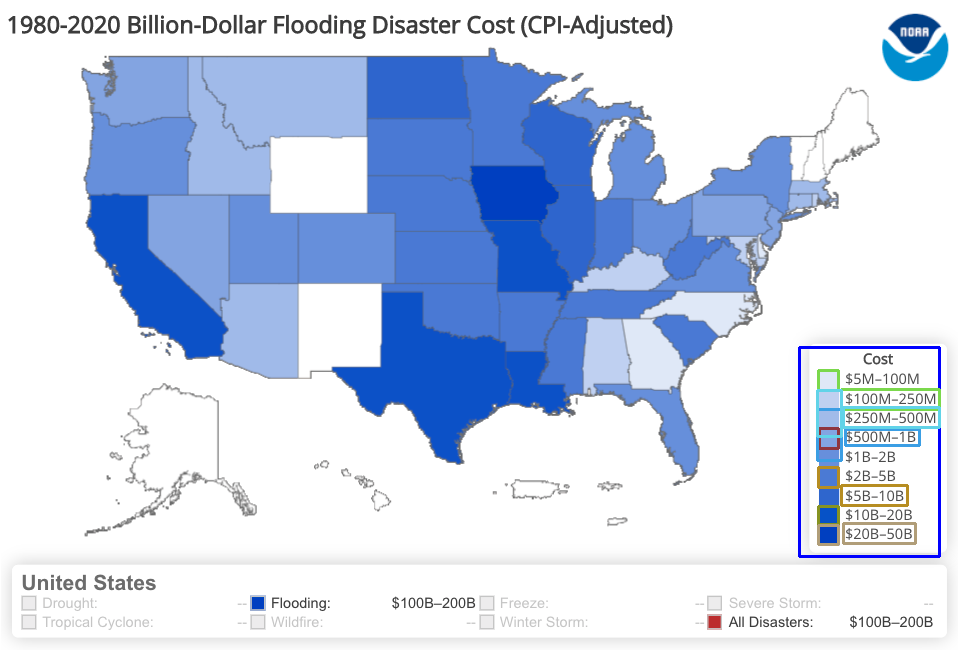 1980-2020 Billion-Dollar Flooding Disaster Cost (CPI-Adjusted)
NOAA
Cost
$5M–100M
$100M–250M
$250M–500M
$500M–1B
$1B–2B
$2B–5B
$5B–10B
$10B–20B
$20B–50B
United States
Drought: -- Flooding: $100B–200B Freeze: -- Severe Storm: --
Tropical Cyclone: -- Wildfire: -- Winter Storm: -- All Disasters: $100B–200B